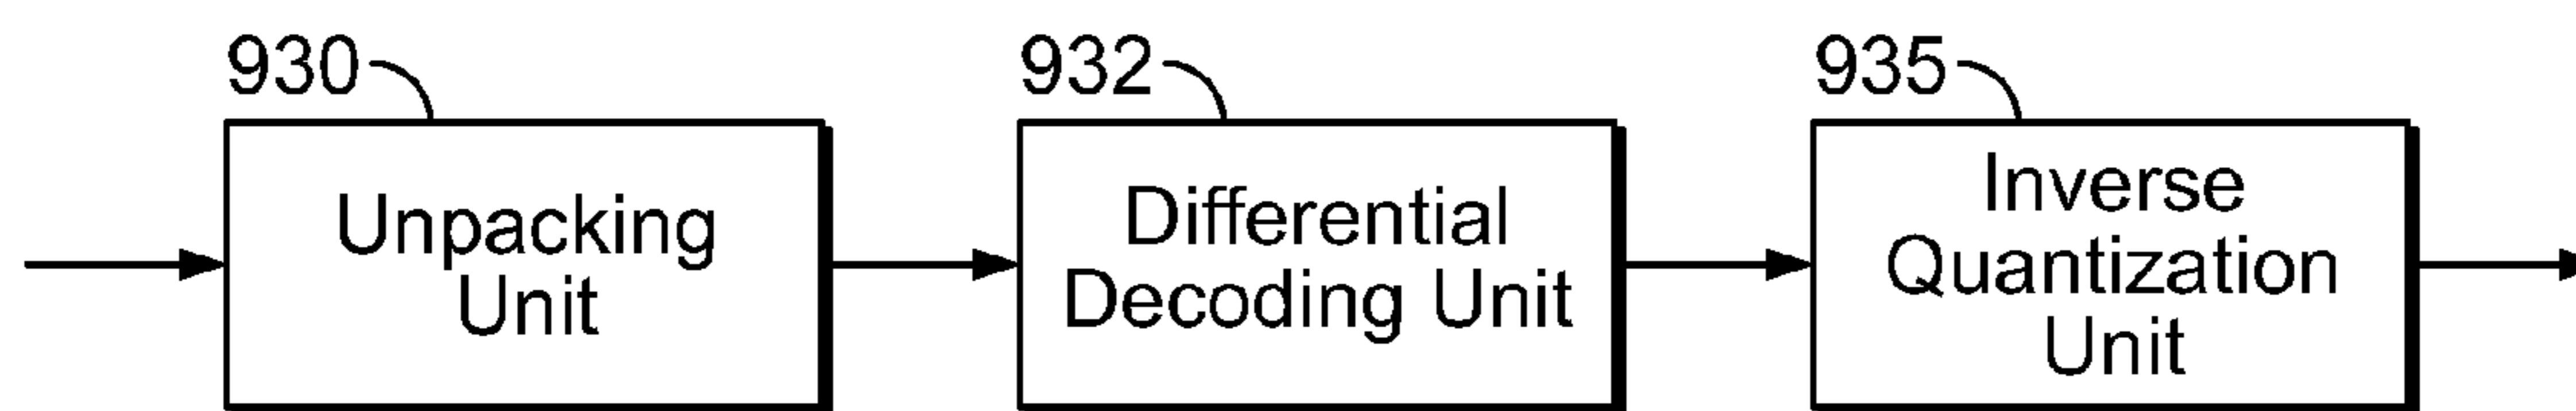 930
932
935
Unpacking
Unit
Differential
Decoding Unit
Inverse
Quantization
Unit